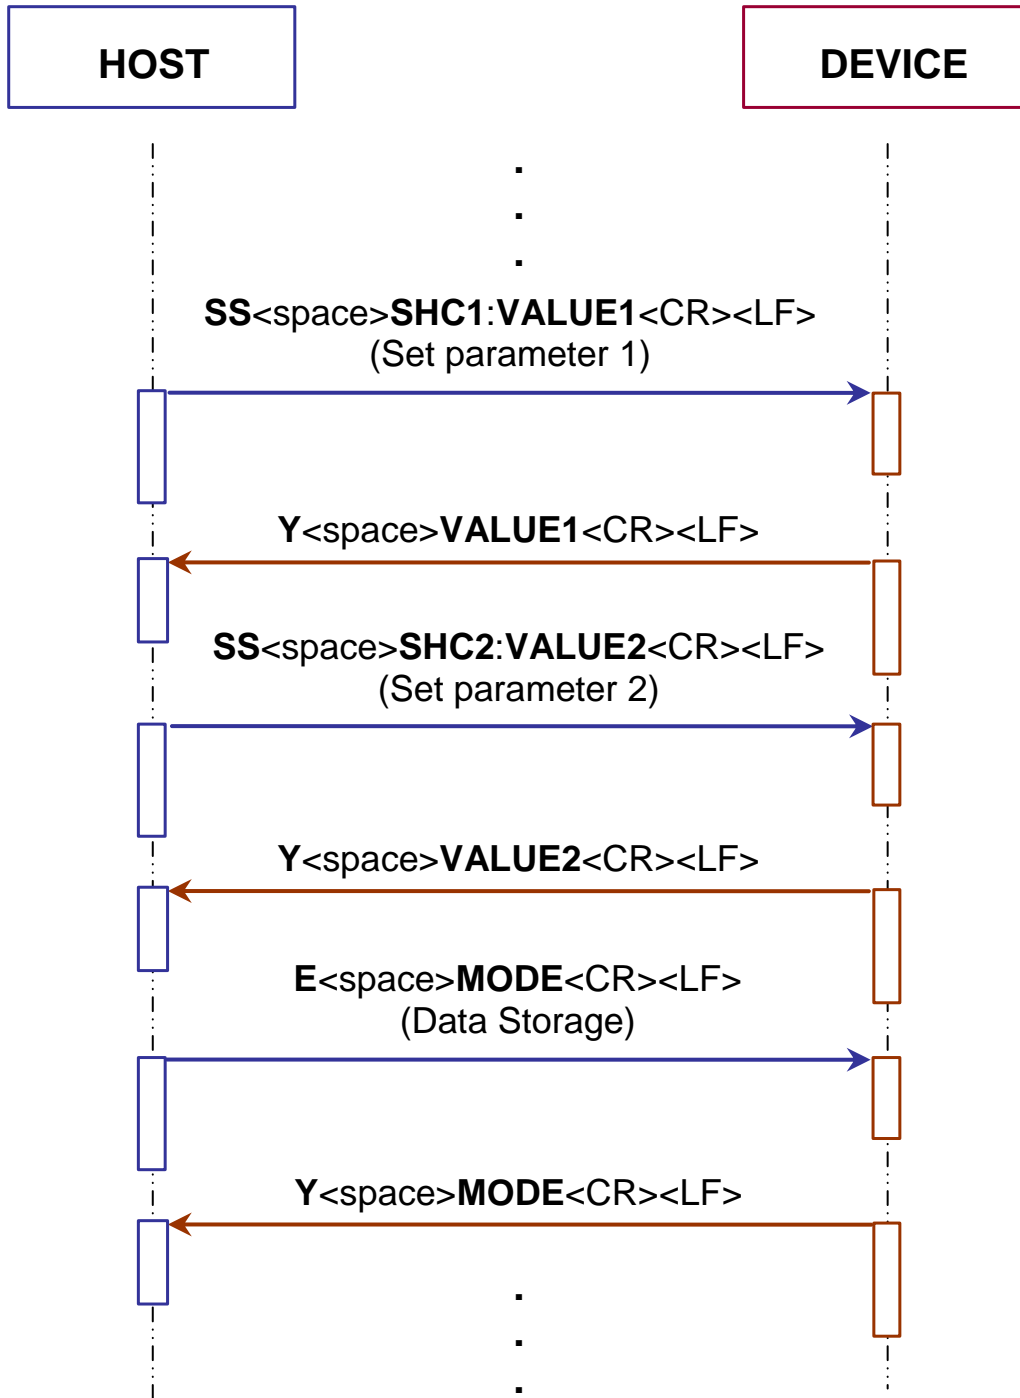 HOST
DEVICE
.
.
.
SS<space>SHC1:VALUE1<CR><LF>
(Set parameter 1)
Y<space>VALUE1<CR><LF>
SS<space>SHC2:VALUE2<CR><LF>
(Set parameter 2)
Y<space>VALUE2<CR><LF>
E<space>MODE<CR><LF>
(Data Storage)
Y<space>MODE<CR><LF>
.
.
.